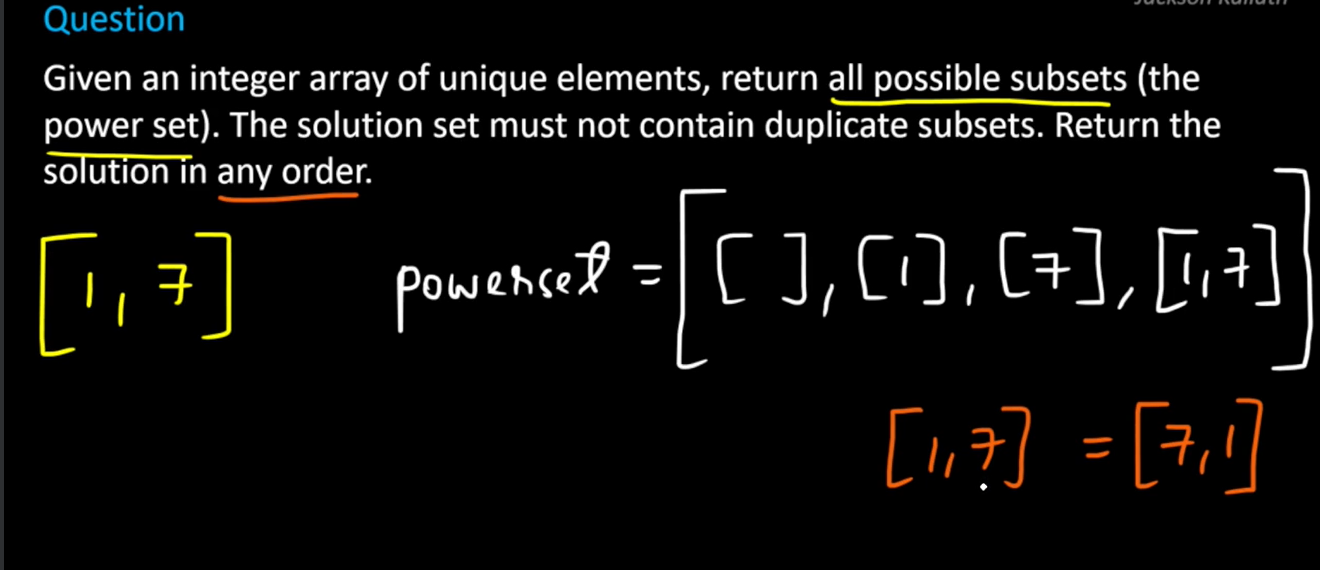 Question
Given an integer array of unique elements, return all possible subsets (the
power set). The solution set must not contain duplicate subsets. Return the
solution in any order.
[1, 7] powerset = [[ ], [1], [7], [1,7]]
[1,7] = [7,1]